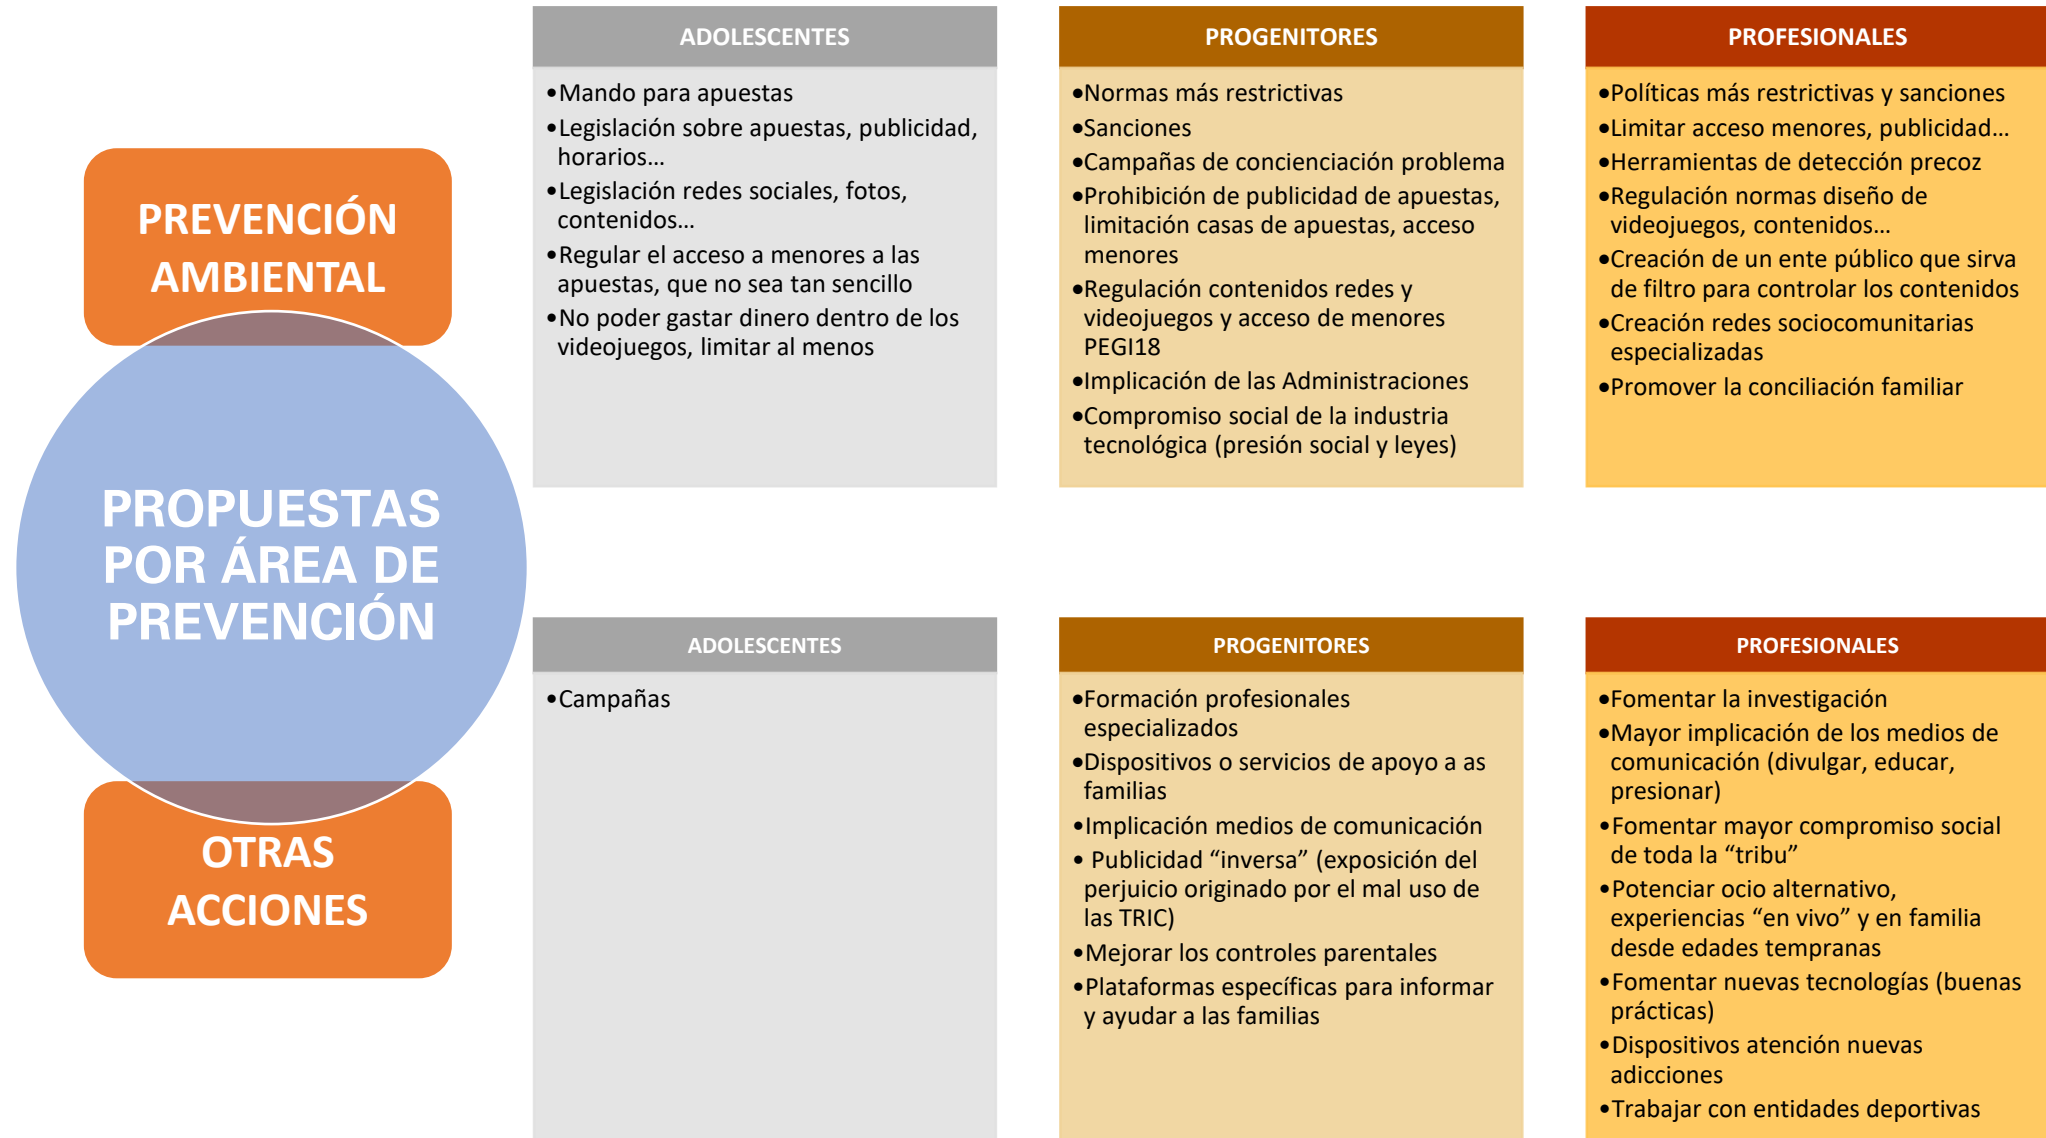 PREVENCIÓN
AMBIENTAL
PROPUESTAS
POR ÁREA DE
PREVENCIÓN
OTRAS
ACCIONES
ADOLESCENTES
•Mando para apuestas
•Legislación sobre apuestas, publicidad,
horarios…
•Legislación redes sociales, fotos,
contenidos…
•Regular el acceso a menores a las
apuestas, que no sea tan sencillo
•No poder gastar dinero dentro de los
videojuegos, limitar al menos
PROGENITORES
•Normas más restrictivas
•Sanciones
•Campañas de concienciación problema
•Prohibición de publicidad de apuestas,
limitación casas de apuestas, acceso
menores
•Regulación contenidos redes y
videojuegos y acceso de menores
PEGI18
•Implicación de las Administraciones
•Compromiso social de la industria
tecnológica (presión social y leyes)
PROFESIONALES
•Políticas más restrictivas y sanciones
•Limitar acceso menores, publicidad…
•Herramientas de detección precoz
•Regulación normas diseño de
videojuegos, contenidos…
•Creación de un ente público que sirva
de filtro para controlar los contenidos
•Creación redes sociocomunitarias
especializadas
•Promover la conciliación familiar
ADOLESCENTES
•Campañas
PROGENITORES
•Formación profesionales
especializados
•Dispositivos o servicios de apoyo a as
familias
•Implicación medios de comunicación
• Publicidad “inversa” (exposición del
perjuicio originado por el mal uso de
las TRIC)
•Mejorar los controles parentales
•Plataformas específicas para informar
y ayudar a las familias
PROFESIONALES
•Fomentar la investigación
•Mayor implicación de los medios de
comunicación (divulgar, educar,
presionar)
•Fomentar mayor compromiso social
de toda la “tribu”
•Potenciar ocio alternativo,
experiencias “en vivo” y en familia
desde edades tempranas
•Fomentar nuevas tecnologías (buenas
prácticas)
•Dispositivos atención nuevas
adicciones
•Trabajar con entidades deportivas